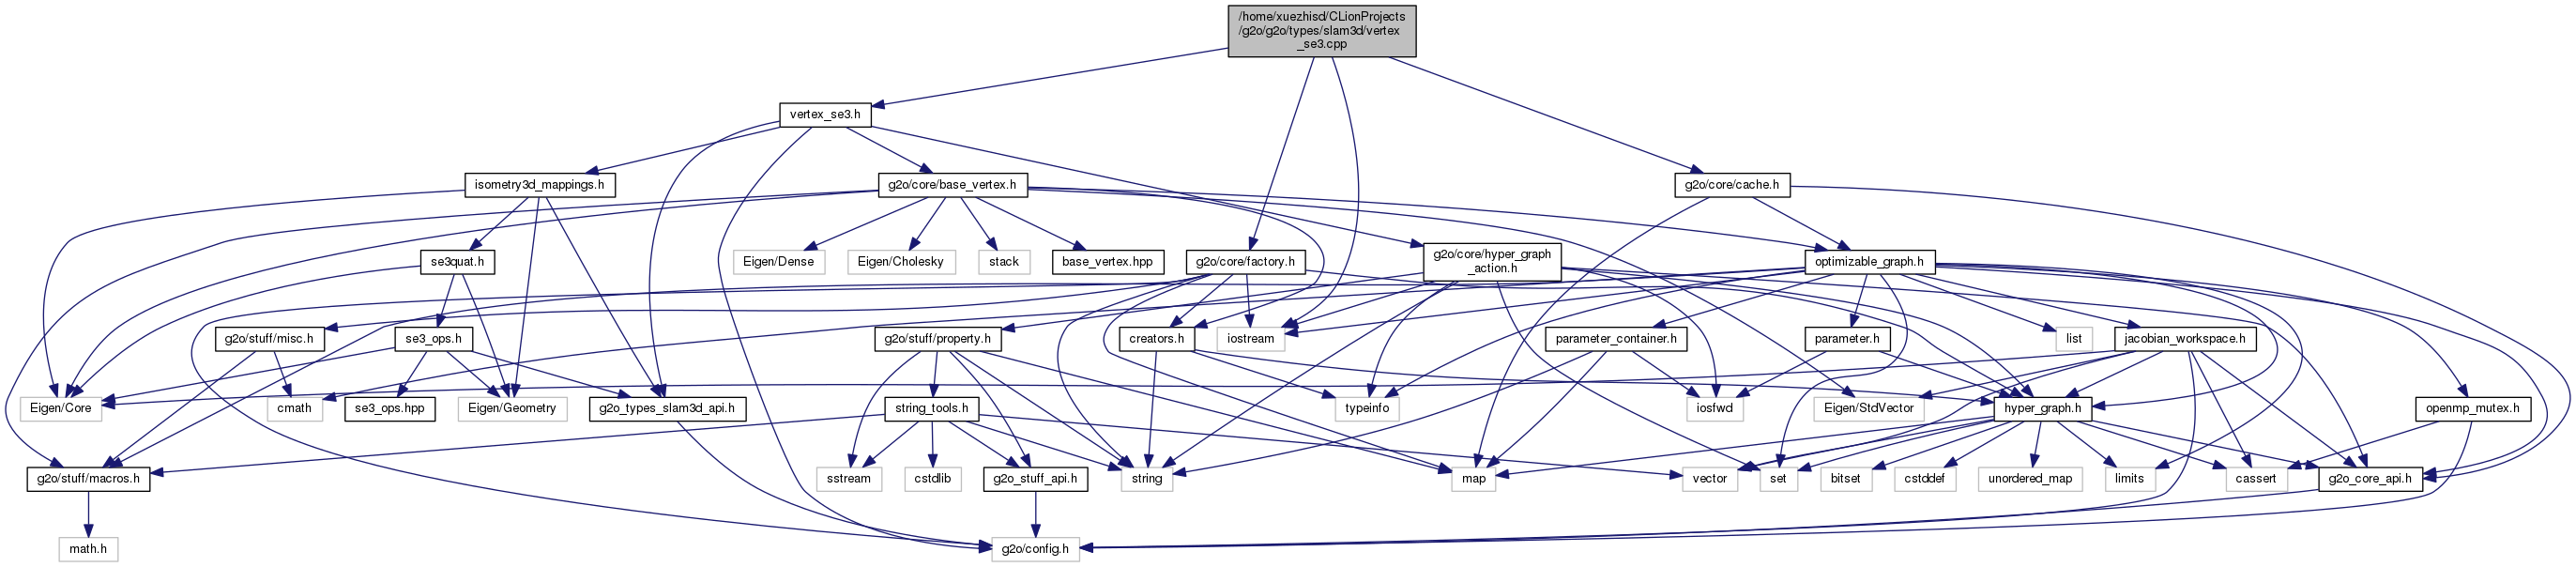 /home/xuezhisd/CLionProjects
/g2o/g2o/types/slam3d/vertex
_se3.cpp
vertex_se3.h
isometry3d_mappings.h
g2o/core/base_vertex.h
g2o/core/cache.h
se3quat.h
Eigen/Dense
Eigen/Cholesky
stack
base_vertex.hpp
g2o/core/factory.h
g2o/core/hyper_graph
_action.h
optimizable_graph.h
g2o/stuff/misc.h
se3_ops.h
g2o/stuff/property.h
creators.h
iostream
parameter_container.h
parameter.h
list
jacobian_workspace.h
Eigen/Core
cmath
se3_ops.hpp
Eigen/Geometry
g2o_types_slam3d_api.h
string_tools.h
typeinfo
iosfwd
Eigen/StdVector
hyper_graph.h
openmp_mutex.h
g2o/stuff/macros.h
sstream
cstdlib
g2o_stuff_api.h
string
map
vector
set
bitset
cstddef
unordered_map
limits
cassert
g2o_core_api.h
math.h
g2o/config.h